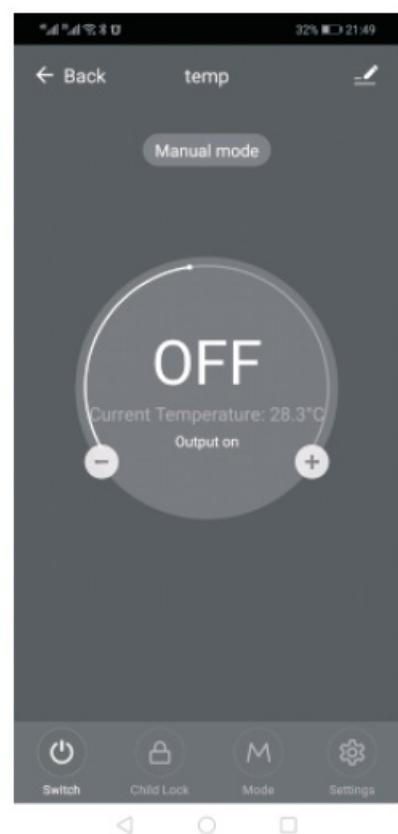 32% 21:49
Back temp
Manual mode
OFF
Current Temperature: 28.3°C
Output on
− +
M
Switch Child Lock Mode Settings